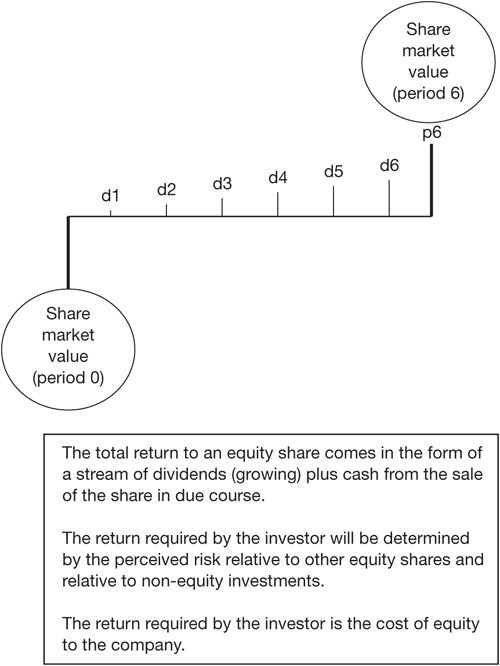 Share
market
value
(period 6)
p6
d1
d2
d3
d4
d5
d6
Share
market
value
(period 0)
The total return to an equity share comes in the form of
a stream of dividends (growing) plus cash from the sale
of the share in due course.
The return required by the investor will be determined
by the perceived risk relative to other equity shares and
relative to non-equity investments.
The return required by the investor is the cost of equity
to the company.